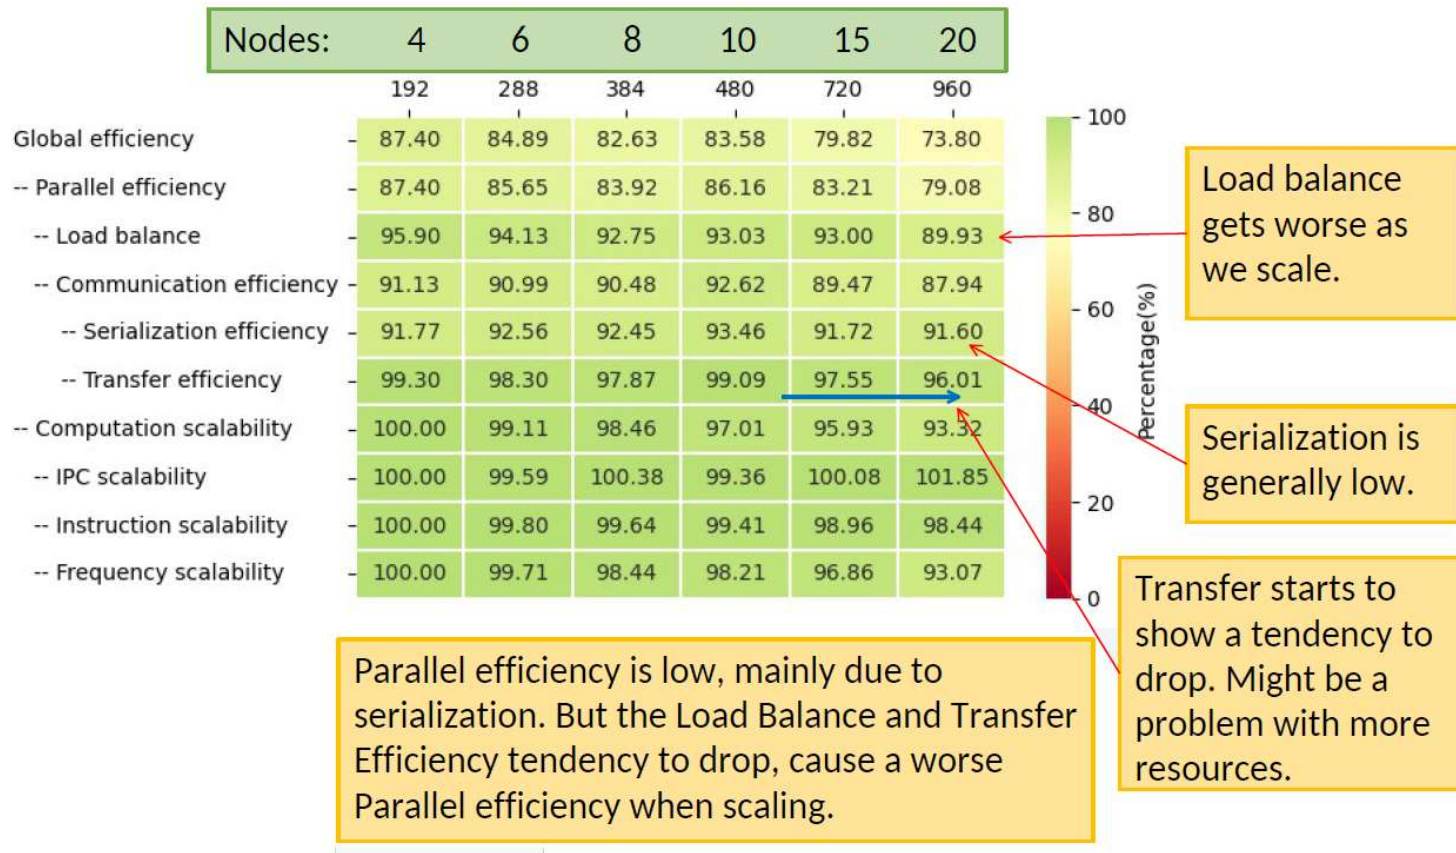 Nodes: 4 6 8 10 15 20
192 288 384 480 720 960
Global efficiency 87.40 84.89 82.63 83.58 79.82 73.80
-- Parallel efficiency 87.40 85.65 83.92 86.16 83.21 79.08
-- Load balance 95.90 94.13 92.75 93.03 93.00 89.93
-- Communication efficiency 91.13 90.99 90.48 92.62 89.47 87.94
-- Serialization efficiency 91.77 92.56 92.45 93.46 91.72 91.60
-- Transfer efficiency 99.30 98.30 97.87 99.09 97.55 96.01
-- Computation scalability 100.00 99.11 98.46 97.01 95.93 93.32
-- IPC scalability 100.00 99.59 100.38 99.36 100.08 101.85
-- Instruction scalability 100.00 99.80 99.64 99.41 98.96 98.44
-- Frequency scalability 100.00 99.71 98.44 98.21 96.86 93.07
100
80
60
40
20
0
Percentage(%)
Load balance
gets worse as
we scale.
Serialization is
generally low.
Transfer starts to
show a tendency to
drop. Might be a
problem with more
resources.
Parallel efficiency is low, mainly due to
serialization. But the Load Balance and Transfer
Efficiency tendency to drop, cause a worse
Parallel efficiency when scaling.